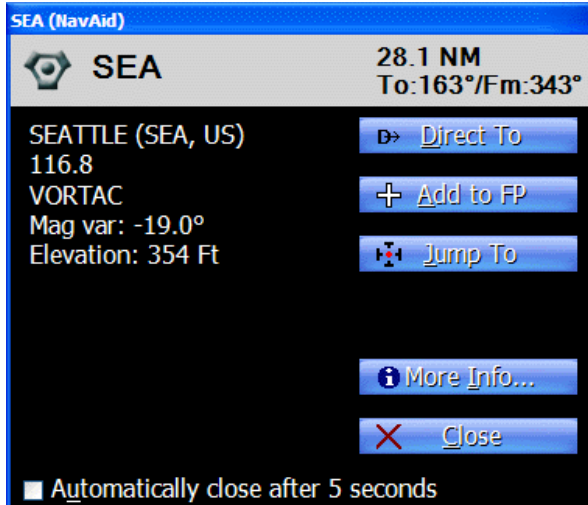 SEA (NavAid)
SEA
28.1 NM
To:163°/Fm:343°
SEATTLE (SEA, US)
116.8
VORTAC
Mag var: -19.0º
Elevation: 354 Ft
D Direct To
Add to FP
Jump To
i More Info...
Close
Automatically close after 5 seconds